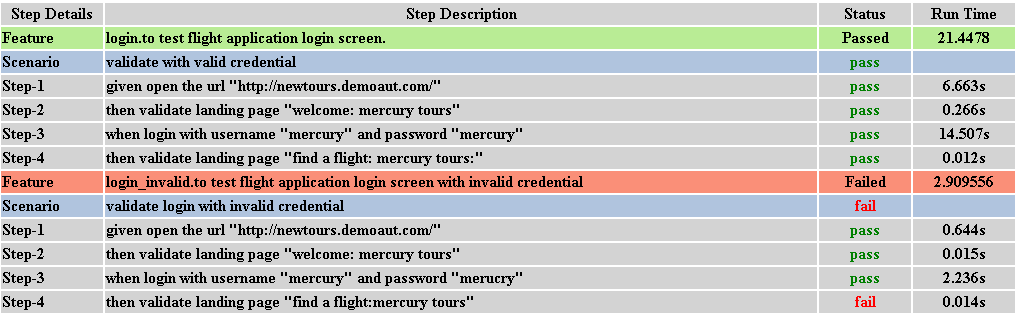 Step Details Step Description Status Run Time
Feature login.to test flight application login screen. Passed 21.4478
Scenario validate with valid credential pass
Step-1 given open the url "http://newtours.demoaut.com/" pass 6.663s
Step-2 then validate landing page "welcome: mercury tours" pass 0.266s
Step-3 when login with username "mercury" and password "mercury" pass 14.507s
Step-4 then validate landing page "find a flight: mercury tours:" pass 0.012s
Feature login_invalid.to test flight application login screen with invalid credential Failed 2.909556
Scenario validate login with invalid credential fail
Step-1 given open the url "http://newtours.demoaut.com/" pass 0.644s
Step-2 then validate landing page "welcome: mercury tours" pass 0.015s
Step-3 when login with username "mercury" and password "merucry" pass 2.236s
Step-4 then validate landing page "find a flight:mercury tours" fail 0.014s